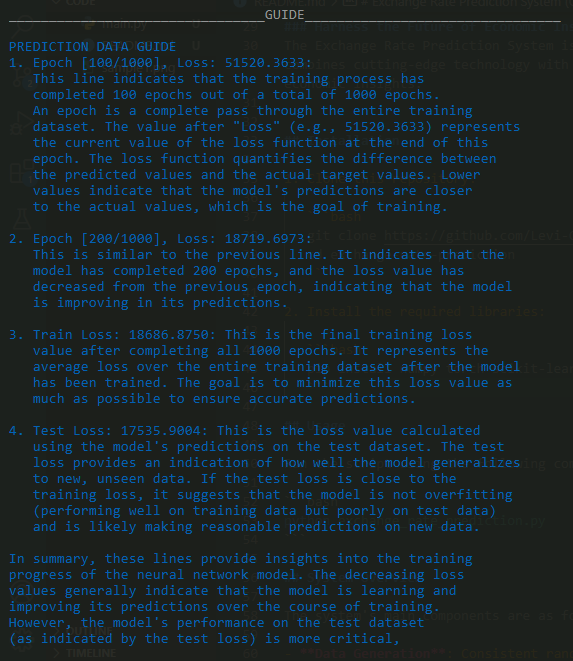 GUIDE
PREDICTION DATA GUIDE
1. Epoch [100/1000], Loss: 51520.3633:
This line indicates that the training process has
completed 100 epochs out of a total of 1000 epochs.
An epoch is a complete pass through the entire training
dataset. The value after "Loss" (e.g., 51520.3633) represents
the current value of the loss function at the end of this
epoch. The loss function quantifies the difference between
the predicted values and the actual target values. Lower
values indicate that the model's predictions are closer
to the actual values, which is the goal of training.
2. Epoch [200/1000], Loss: 18719.6973:
This is similar to the previous line. It indicates that the
model has completed 200 epochs, and the loss value has
decreased from the previous epoch, indicating that the model
is improving in its predictions.
3. Train Loss: 18686.8750: This is the final training loss
value after completing all 1000 epochs. It represents the
average loss over the entire training dataset after the model
has been trained. The goal is to minimize this loss value as
much as possible to ensure accurate predictions.
4. Test Loss: 17535.9004: This is the loss value calculated
using the model's predictions on the test dataset. The test
loss provides an indication of how well the model generalizes
to new, unseen data. If the test loss is close to the
training loss, it suggests that the model is not overfitting
(performing well on training data but poorly on test data)
and is likely making reasonable predictions on new data.
In summary, these lines provide insights into the training
progress of the neural network model. The decreasing loss
values generally indicate that the model is learning and
improving its predictions over the course of training.
However, the model's performance on the test dataset
(as indicated by the test loss) is more critical,
TIMELINE